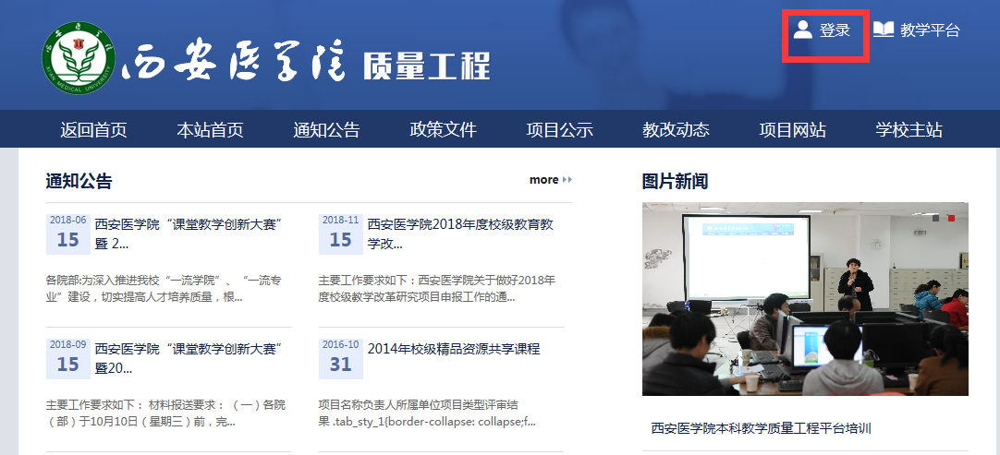 登录
教学平台
西安医学院
XI'AN MEDICAL UNIVERSITY
西安医学院 质量工程
返回首页 本站首页 通知公告 政策文件 项目公示 教改动态 项目网站 学校主站
通知公告
more
2018-06
15
西安医学院“课堂教学创新大赛”
暨 2...
各院部:为深入推进我校“一流学院”、“一流专
业”建设，切实提高人才培养质量，根...
2018-11
15
西安医学院2018年度校级教育教
学改...
主要工作要求如下：西安医学院关于做好2018年
度校级教学改革研究项目申报工作的通...
2018-09
15
西安医学院“课堂教学创新大赛”
暨20...
主要工作要求如下： 材料报送要求：（一）各院
（部）于10月10日（星期三）前，完...
2016-10
31
2014年校级精品资源共享课程
项目名称负责人所属单位项目类型评审结
果 .tab_sty_1{border-collapse: collapse;f...
图片新闻
西安医学院本科教学质量工程平台培训